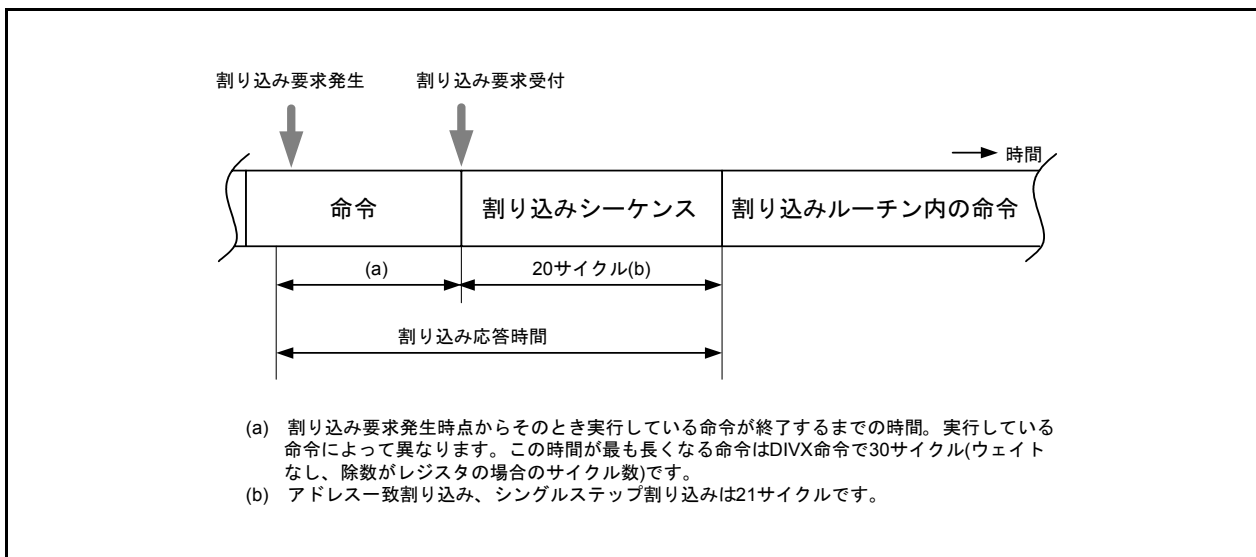 割り込み要求発生 割り込み要求受付
時間
命令 割り込みシーケンス 割り込みルーチン内の命令
(a) 20サイクル(b)
割り込み応答時間
(a) 割り込み要求発生時点からそのとき実行している命令が終了するまでの時間。実行している
命令によって異なります。この時間が最も長くなる命令はDIVX命令で30サイクル(ウェイト
なし、除数がレジスタの場合のサイクル数)です。
(b) アドレス一致割り込み、シングルステップ割り込みは21サイクルです。